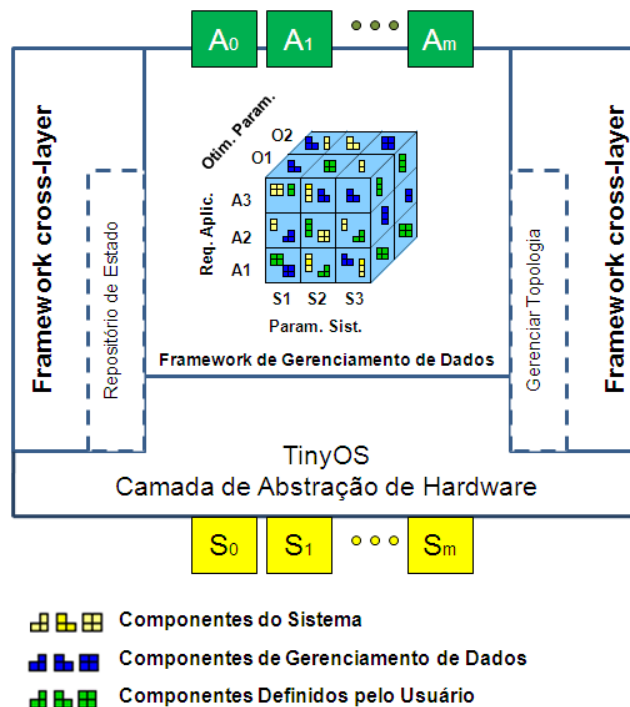 A0 A1 Am
Framework cross-layer
Repositório de Estado
Otim. Param.
O2
O1
Req. Aplic.
A3
A2
A1
S1 S2 S3
Param. Sist.
Framework de Gerenciamento de Dados
Gerenciar Topologia
Framework cross-layer
TinyOS
Camada de Abstração de Hardware
S0 S1 Sm
Componentes do Sistema
Componentes de Gerenciamento de Dados
Componentes Definidos pelo Usuário